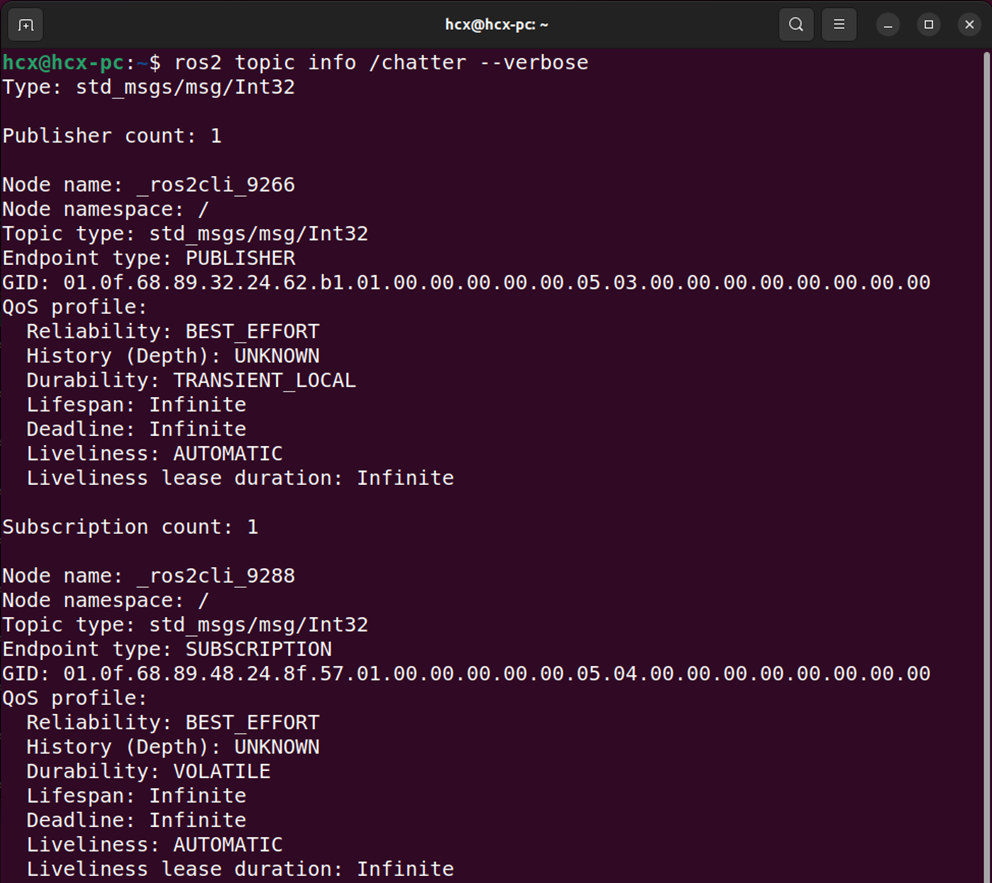 hcx@hcx-pc: ~
hcx@hcx-pc:~$ ros2 topic info /chatter --verbose
Type: std_msgs/msg/Int32
Publisher count: 1
Node name: _ros2cli_9266
Node namespace: /
Topic type: std_msgs/msg/Int32
Endpoint type: PUBLISHER
GID: 01.0f.68.89.32.24.62.b1.01.00.00.00.00.00.05.03.00.00.00.00.00.00.00.00
QoS profile:
  Reliability: BEST_EFFORT
  History (Depth): UNKNOWN
  Durability: TRANSIENT_LOCAL
  Lifespan: Infinite
  Deadline: Infinite
  Liveliness: AUTOMATIC
  Liveliness lease duration: Infinite
Subscription count: 1
Node name: _ros2cli_9288
Node namespace: /
Topic type: std_msgs/msg/Int32
Endpoint type: SUBSCRIPTION
GID: 01.0f.68.89.48.24.8f.57.01.00.00.00.00.00.05.04.00.00.00.00.00.00.00.00
QoS profile:
  Reliability: BEST_EFFORT
  History (Depth): UNKNOWN
  Durability: VOLATILE
  Lifespan: Infinite
  Deadline: Infinite
  Liveliness: AUTOMATIC
  Liveliness lease duration: Infinite